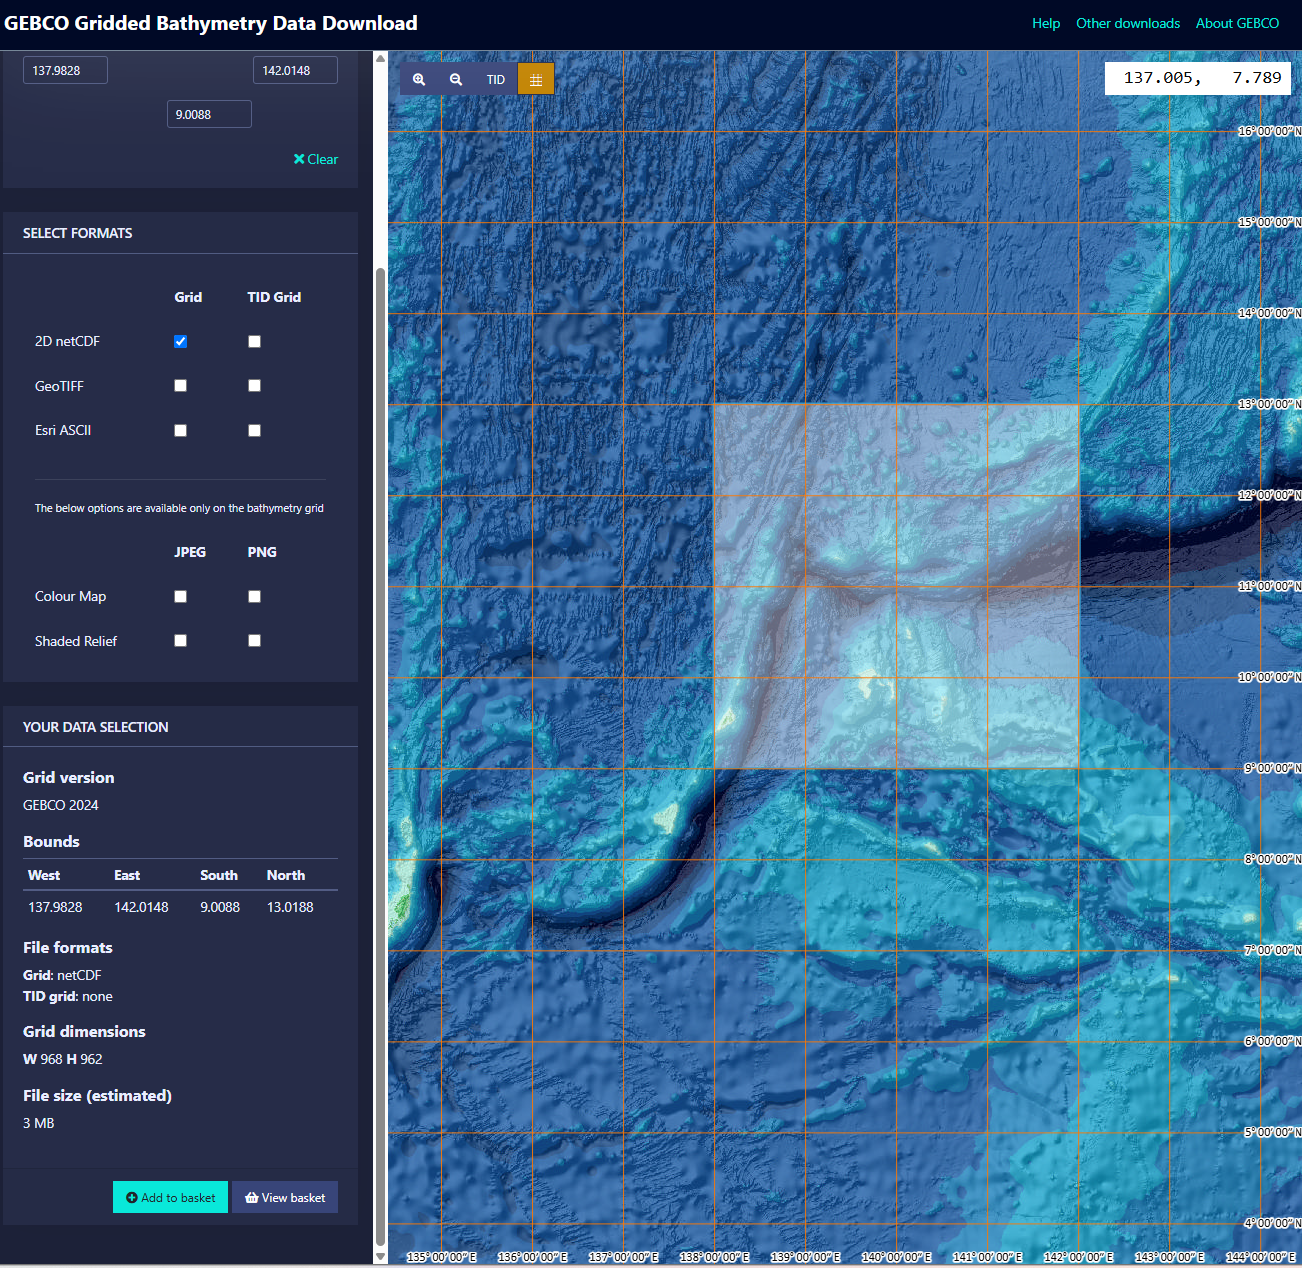 GEBCO Gridded Bathymetry Data Download
Help Other downloads About GEBCO
137.9828 142.0148
9.0088
Clear
SELECT FORMATS
Grid TID Grid
2D netCDF
GeoTIFF
Esri ASCII
The below options are available only on the bathymetry grid
JPEG PNG
Colour Map
Shaded Relief
YOUR DATA SELECTION
Grid version
GEBCO 2024
Bounds
West East South North
137.9828 142.0148 9.0088 13.0188
File formats
Grid: netCDF
TID grid: none
Grid dimensions
W 968 H 962
File size (estimated)
3 MB
Add to basket View basket
TID
137.005, 7.789
16° 00′ 00″ N
15° 00′ 00″ N
14° 00′ 00″ N
13° 00′ 00″ N
12° 00′ 00″ N
11° 00′ 00″ N
10° 00′ 00″ N
9° 00′ 00″ N
8° 00′ 00″ N
7° 00′ 00″ N
6° 00′ 00″ N
5° 00′ 00″ N
4° 00′ 00″ N
135° 00′ 00″ E 136° 00′ 00″ E 137° 00′ 00″ E 138° 00′ 00″ E 139° 00′ 00″ E 140° 00′ 00″ E 141° 00′ 00″ E 142° 00′ 00″ E 143° 00′ 00″ E 144° 00′ 00″ E